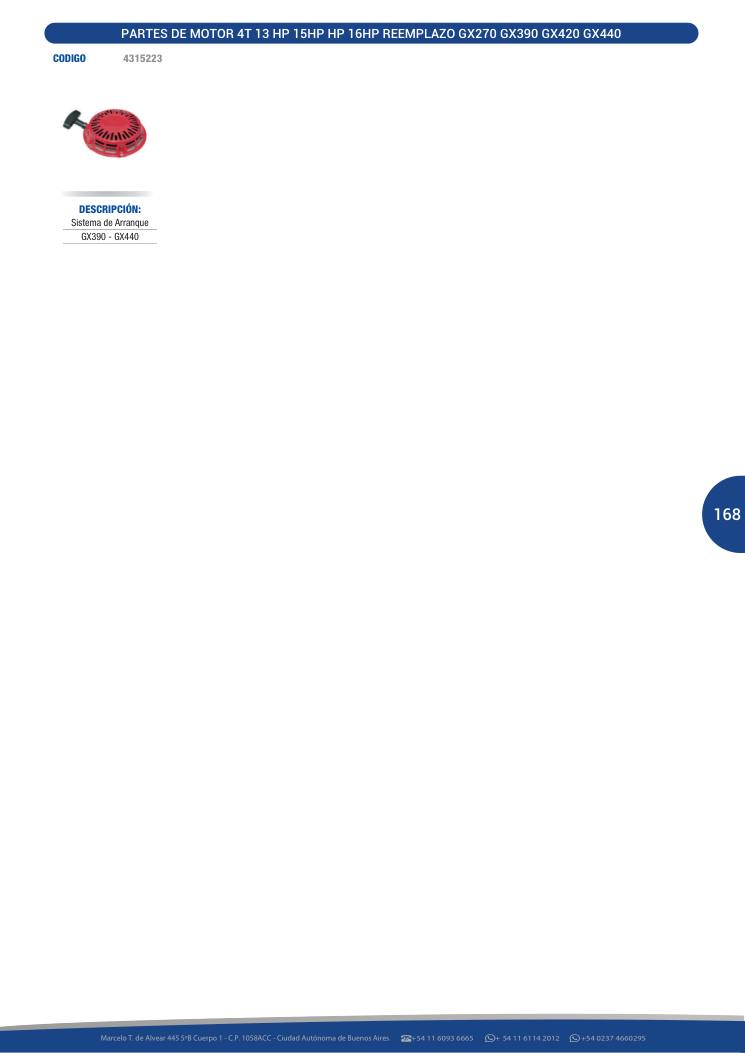 PARTES DE MOTOR 4T 13 HP 15HP HP 16HP REEMPLAZO GX270 GX390 GX420 GX440
CODIGO 4315223
DESCRIPCIÓN:
Sistema de Arranque
GX390 - GX440
168
Marcelo T. de Alvear 445 5ºB Cuerpo 1 - C.P. 1058ACC - Ciudad Autónoma de Buenos Aires +54 11 6093 6665 + 54 11 6114 2012 +54 0237 4660295